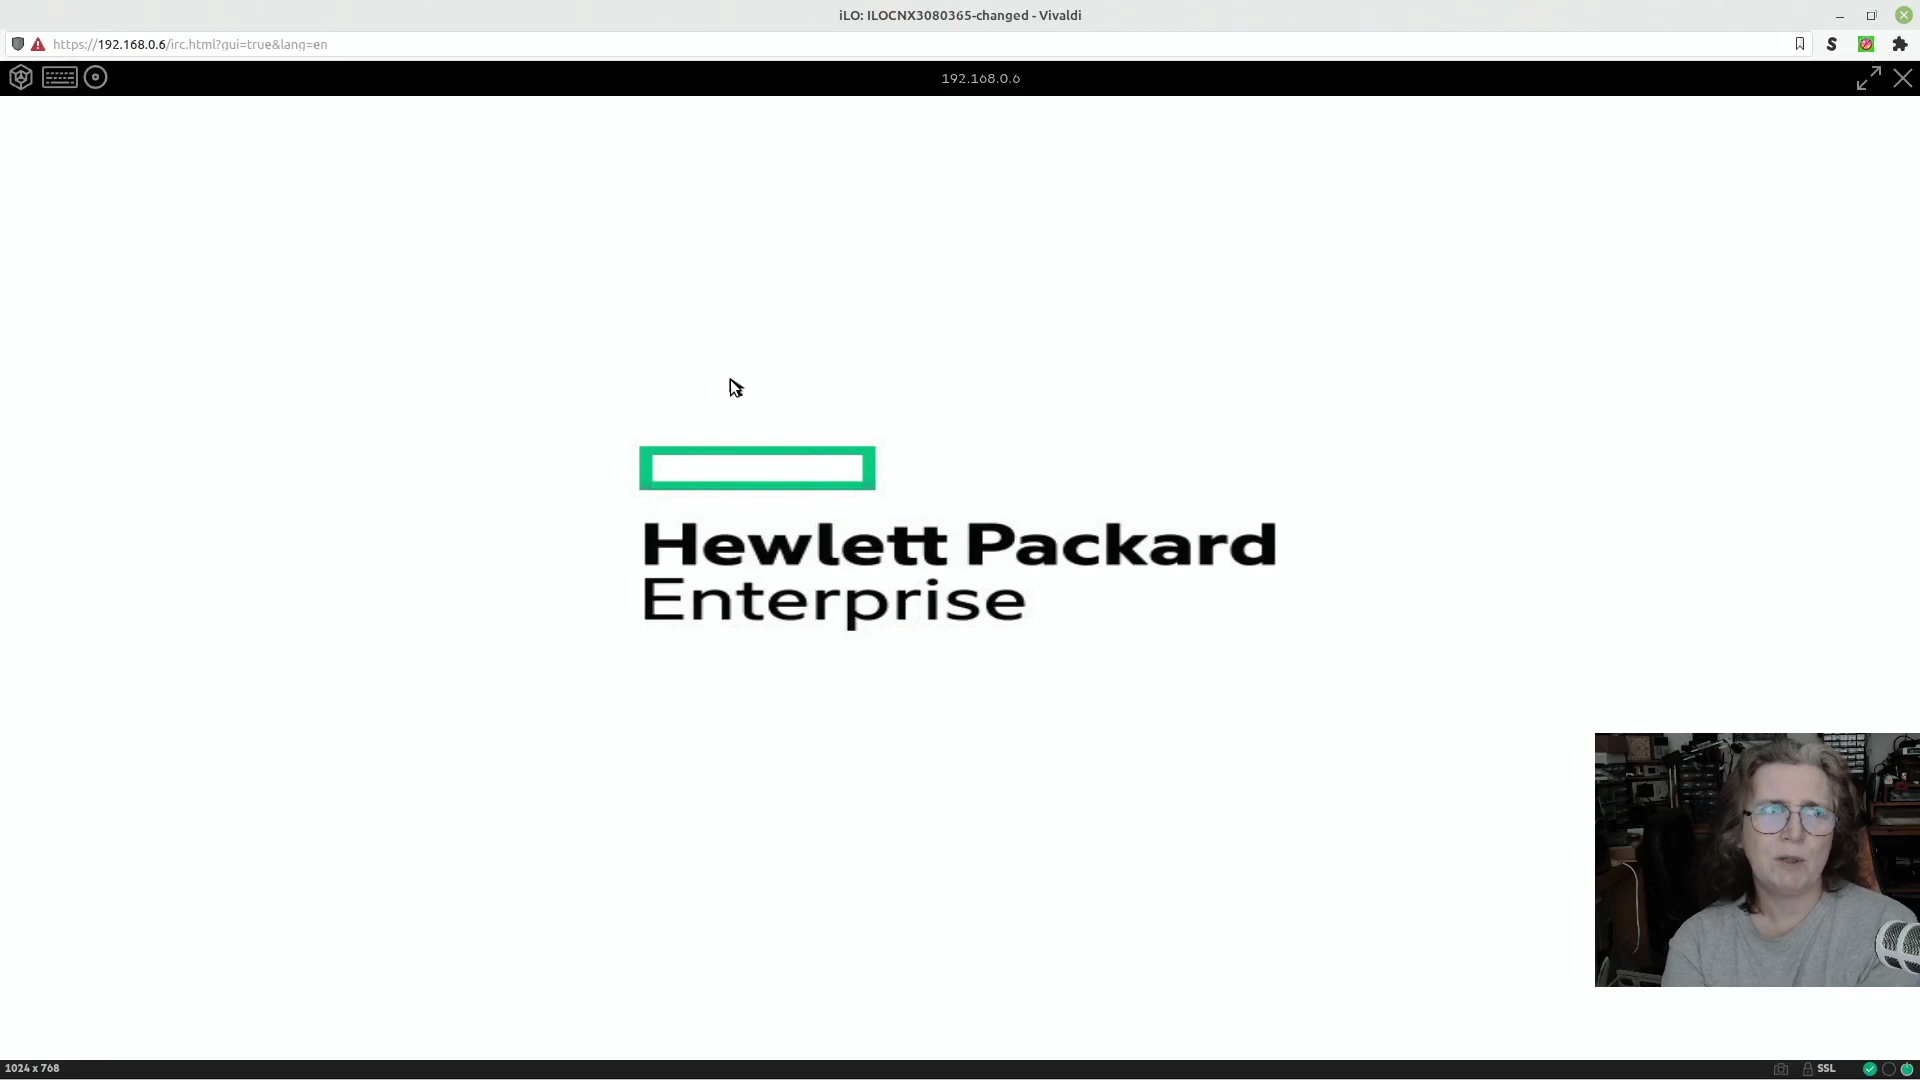 iLO: ILOCNX3080365-changed - Vivaldi
https://192.168.0.6/irc.html?gui=true&lang=en
S
192.168.0.6
Hewlett Packard
Enterprise
1024 x 768
SSL